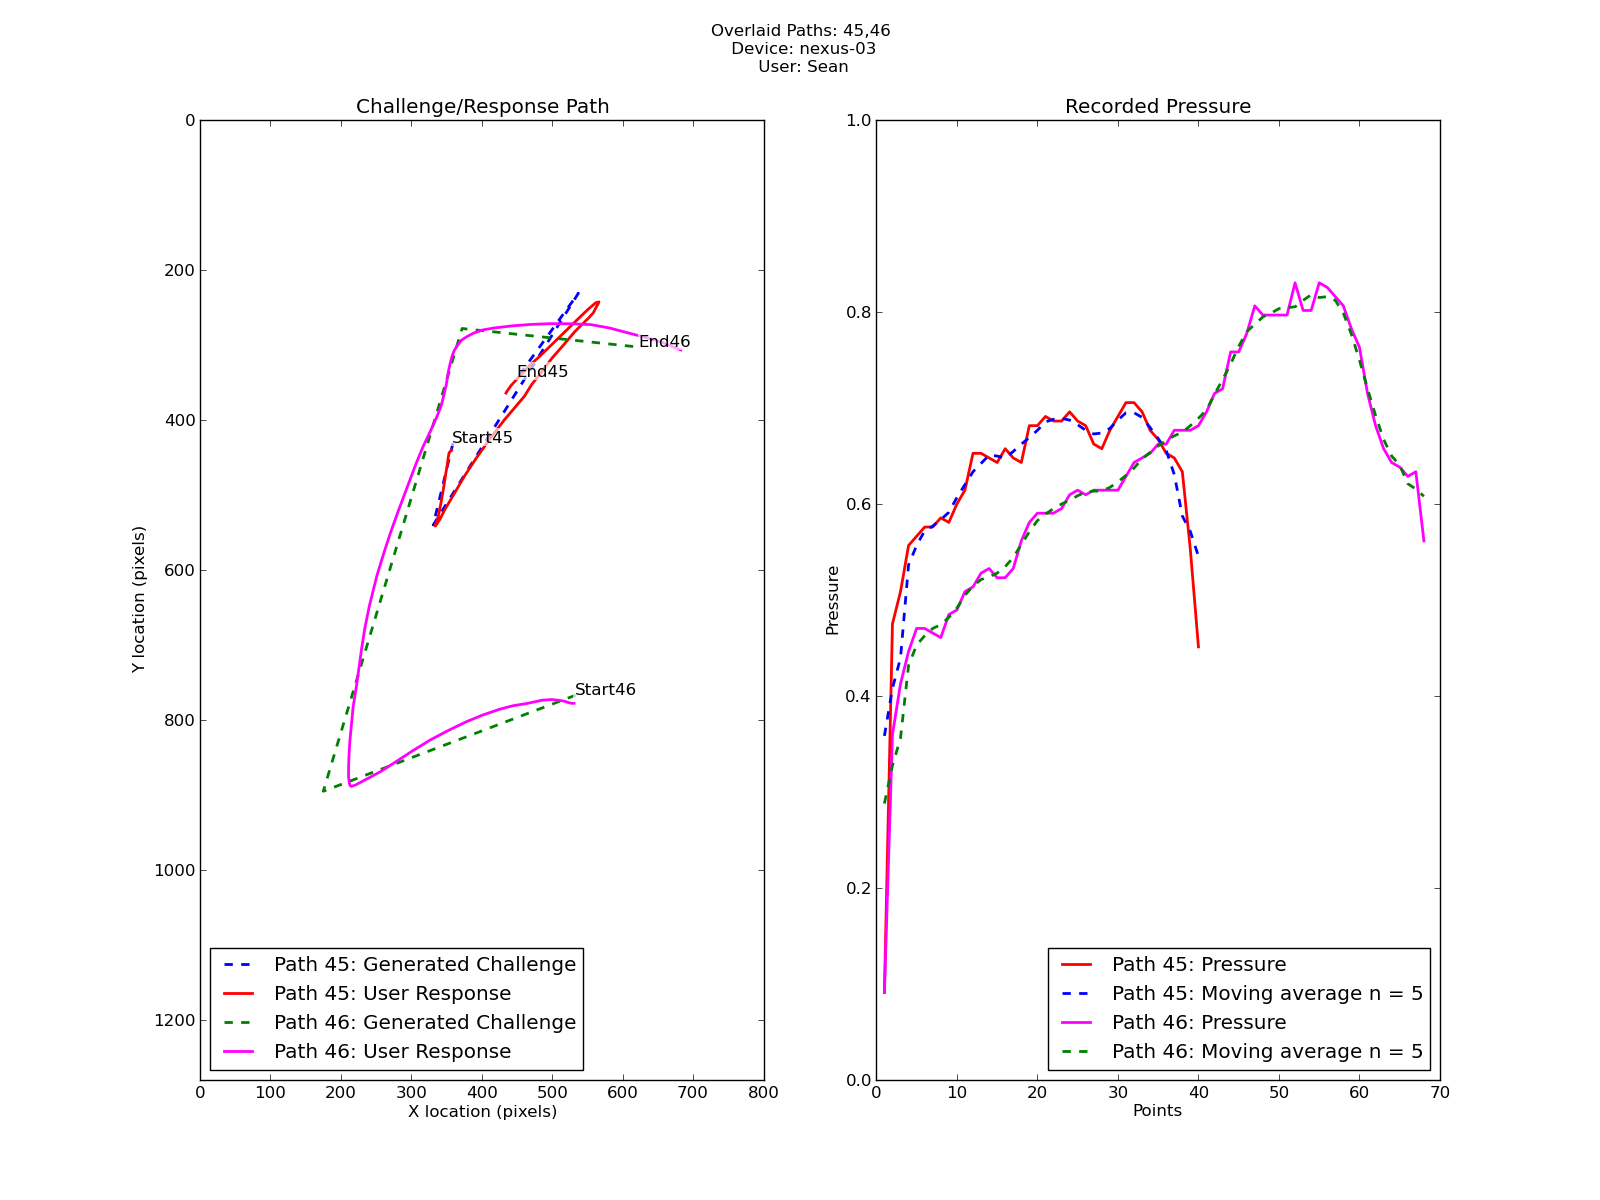 Overlaid Paths: 45,46
Device: nexus-03
User: Sean
Challenge/Response Path
0
200
400
600
800
1000
1200
Y location (pixels)
End46
End45
Start45
Start46
Path 45: Generated Challenge
Path 45: User Response
Path 46: Generated Challenge
Path 46: User Response
0 100 200 300 400 500 600 700 800
X location (pixels)
Recorded Pressure
1.0
0.8
0.6
0.4
0.2
0.0
Pressure
Path 45: Pressure
Path 45: Moving average n = 5
Path 46: Pressure
Path 46: Moving average n = 5
0 10 20 30 40 50 60 70
Points